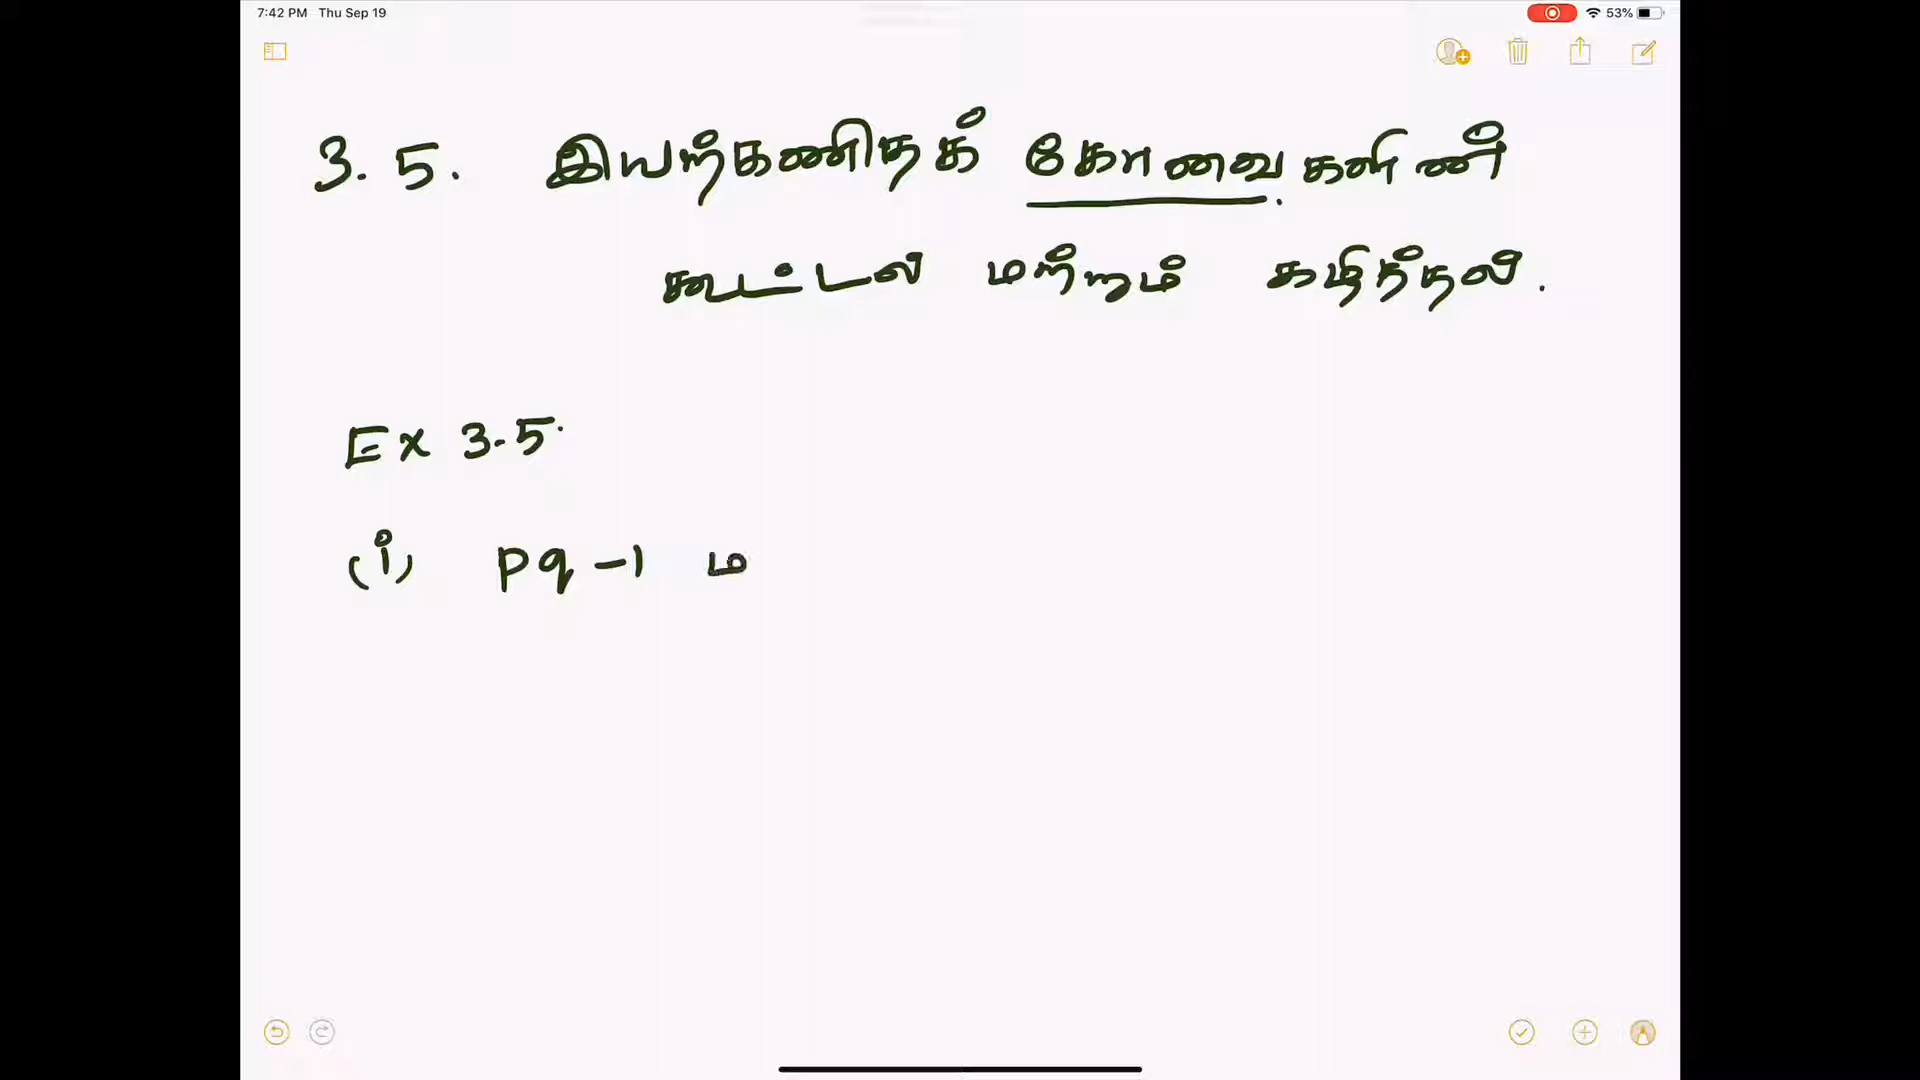 7:42 PM Thu Sep 19
53%
3.5. இயற்கணிதக் கோவைகளின்
கூட்டல் மற்றும் கழித்தல்.
Ex 3.5.
(i) pq -1 ம